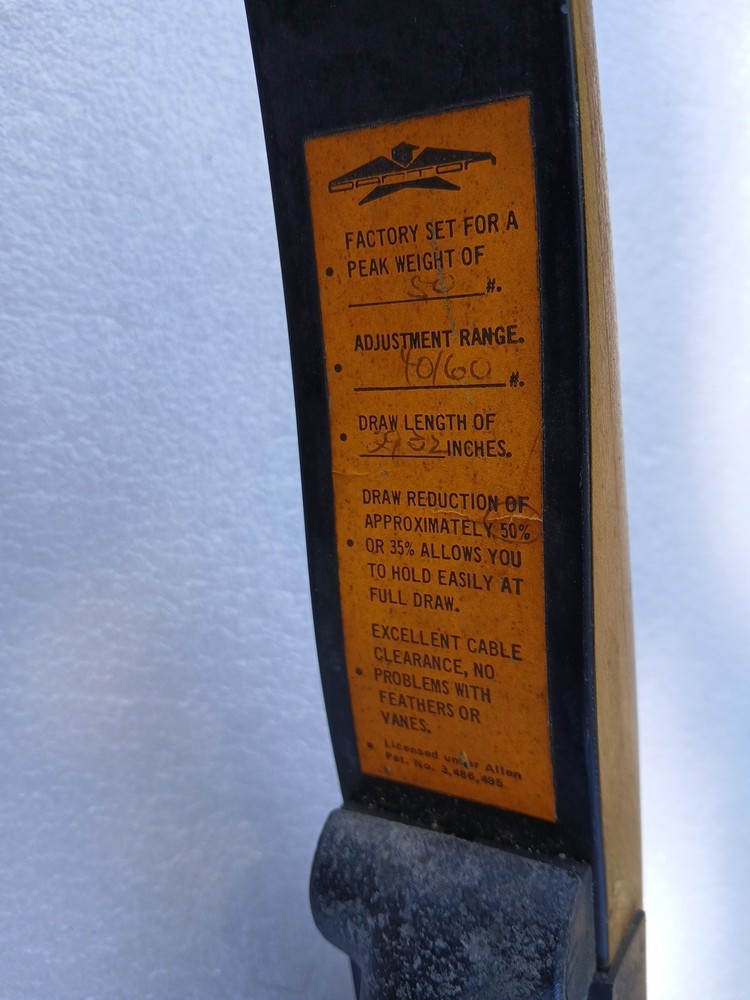 Barton
FACTORY SET FOR A
• PEAK WEIGHT OF
50 #.
ADJUSTMENT RANGE.
• 40/60 #.
DRAW LENGTH OF
• INCHES.
DRAW REDUCTION OF
APPROXIMATELY 50%
• OR 35% ALLOWS YOU
TO HOLD EASILY AT
FULL DRAW.
EXCELLENT CABLE
CLEARANCE, NO
• PROBLEMS WITH
FEATHERS OR
VANES.
• Licensed under Allen
Pat. No. 3,486,495